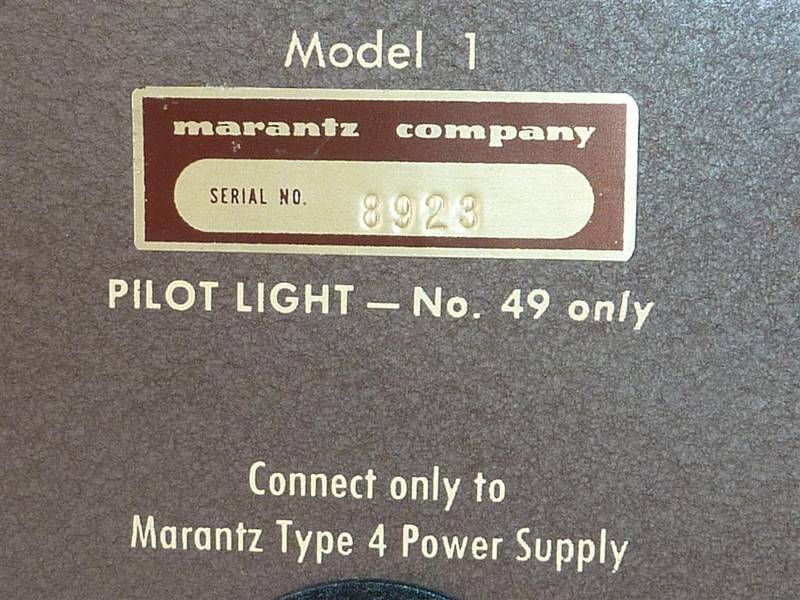 Model 1
marantz company
SERIAL NO. 8923
PILOT LIGHT — No. 49 only
Connect only to
Marantz Type 4 Power Supply